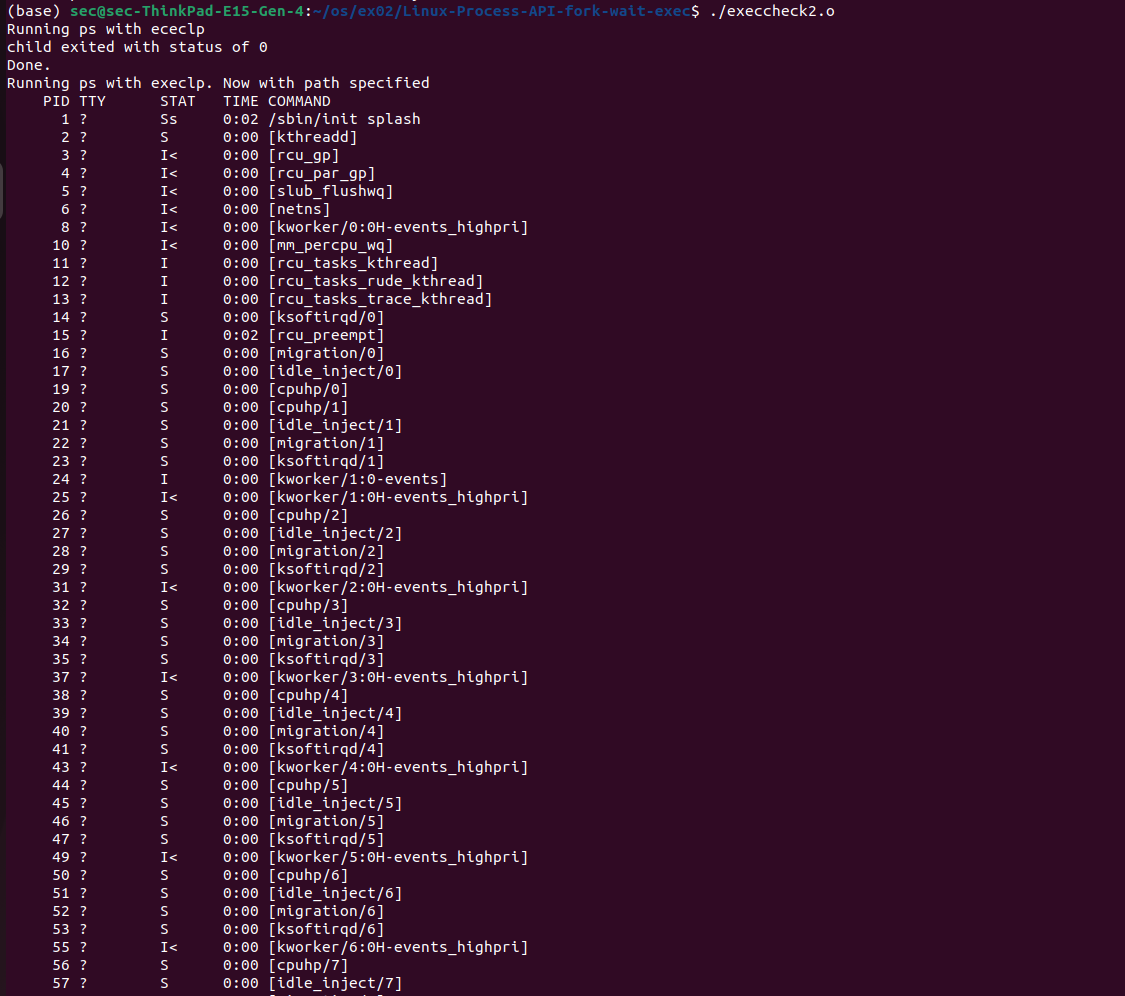 (base) sec@sec-ThinkPad-E15-Gen-4:~/os/ex02/Linux-Process-API-fork-wait-exec$ ./execcheck2.o
Running ps with ececlp
child exited with status of 0
Done.
Running ps with execlp. Now with path specified
    PID TTY      STAT   TIME COMMAND
      1 ?        Ss     0:02 /sbin/init splash
      2 ?        S      0:00 [kthreadd]
      3 ?        I<     0:00 [rcu_gp]
      4 ?        I<     0:00 [rcu_par_gp]
      5 ?        I<     0:00 [slub_flushwq]
      6 ?        I<     0:00 [netns]
      8 ?        I<     0:00 [kworker/0:0H-events_highpri]
     10 ?        I<     0:00 [mm_percpu_wq]
     11 ?        I      0:00 [rcu_tasks_kthread]
     12 ?        I      0:00 [rcu_tasks_rude_kthread]
     13 ?        I      0:00 [rcu_tasks_trace_kthread]
     14 ?        S      0:00 [ksoftirqd/0]
     15 ?        I      0:02 [rcu_preempt]
     16 ?        S      0:00 [migration/0]
     17 ?        S      0:00 [idle_inject/0]
     19 ?        S      0:00 [cpuhp/0]
     20 ?        S      0:00 [cpuhp/1]
     21 ?        S      0:00 [idle_inject/1]
     22 ?        S      0:00 [migration/1]
     23 ?        S      0:00 [ksoftirqd/1]
     24 ?        I      0:00 [kworker/1:0-events]
     25 ?        I<     0:00 [kworker/1:0H-events_highpri]
     26 ?        S      0:00 [cpuhp/2]
     27 ?        S      0:00 [idle_inject/2]
     28 ?        S      0:00 [migration/2]
     29 ?        S      0:00 [ksoftirqd/2]
     31 ?        I<     0:00 [kworker/2:0H-events_highpri]
     32 ?        S      0:00 [cpuhp/3]
     33 ?        S      0:00 [idle_inject/3]
     34 ?        S      0:00 [migration/3]
     35 ?        S      0:00 [ksoftirqd/3]
     37 ?        I<     0:00 [kworker/3:0H-events_highpri]
     38 ?        S      0:00 [cpuhp/4]
     39 ?        S      0:00 [idle_inject/4]
     40 ?        S      0:00 [migration/4]
     41 ?        S      0:00 [ksoftirqd/4]
     43 ?        I<     0:00 [kworker/4:0H-events_highpri]
     44 ?        S      0:00 [cpuhp/5]
     45 ?        S      0:00 [idle_inject/5]
     46 ?        S      0:00 [migration/5]
     47 ?        S      0:00 [ksoftirqd/5]
     49 ?        I<     0:00 [kworker/5:0H-events_highpri]
     50 ?        S      0:00 [cpuhp/6]
     51 ?        S      0:00 [idle_inject/6]
     52 ?        S      0:00 [migration/6]
     53 ?        S      0:00 [ksoftirqd/6]
     55 ?        I<     0:00 [kworker/6:0H-events_highpri]
     56 ?        S      0:00 [cpuhp/7]
     57 ?        S      0:00 [idle_inject/7]